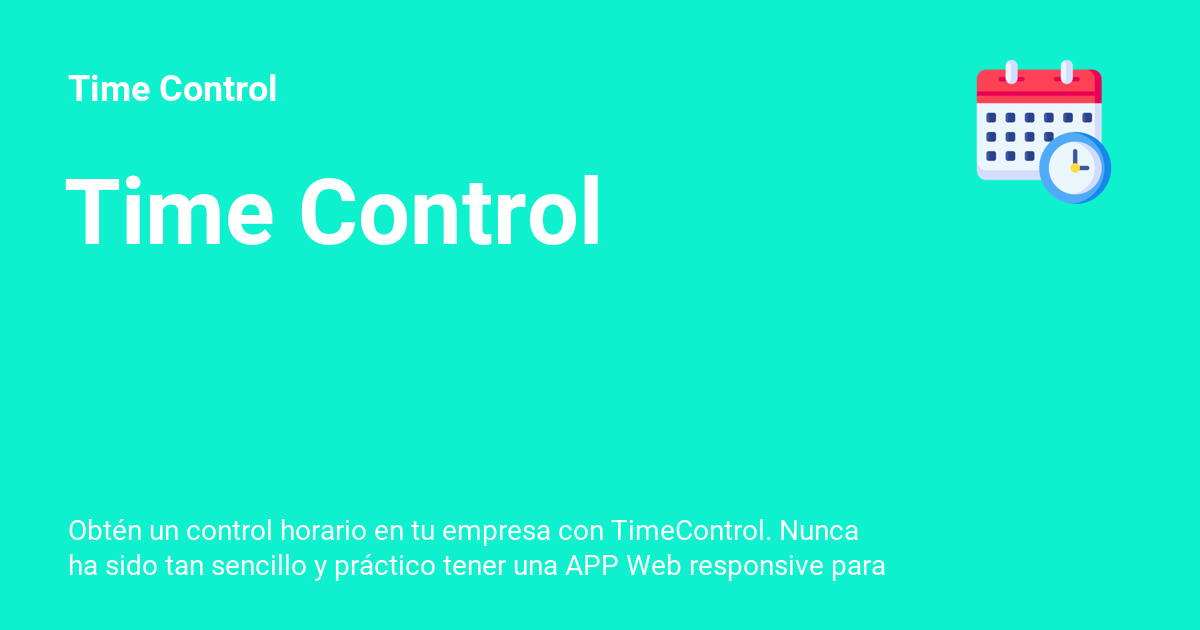 Time Control
Time Control
Obtén un control horario en tu empresa con TimeControl. Nunca
ha sido tan sencillo y práctico tener una APP Web responsive para